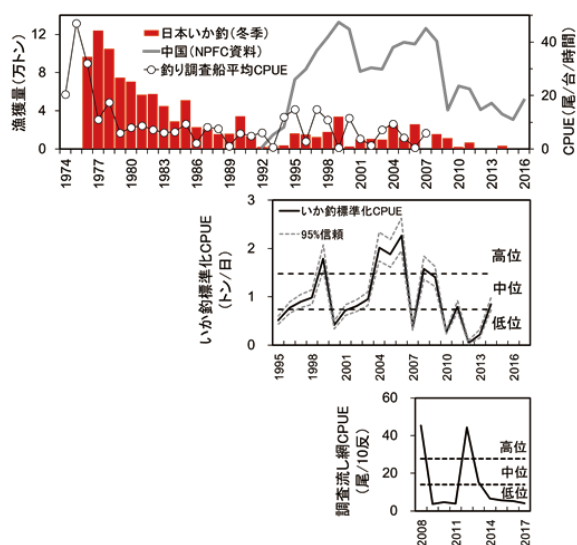 漁獲量(万トン)
12
8
4
0
日本いか釣(冬季)
中国(NPFC資料)
釣り調査船平均CPUE
40
20
0
CPUE(尾/台/時間)
1974
1977
1980
1983
1986
1989
1992
1995
1998
2001
2004
2007
2010
2013
2016
いか釣標準化CPUE
(トン/日)
3
2
1
0
いか釣標準化CPUE
95%信頼
高位
中位
低位
1995
1998
2001
2004
2007
2010
2013
2016
調査流し網CPUE
(尾/10反)
60
40
20
0
高位
中位
低位
2008
2011
2014
2017